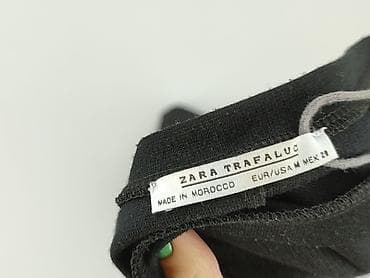 ZARA TRAFALUC
MADE IN MOROCCO EUR/USA M MEX 28